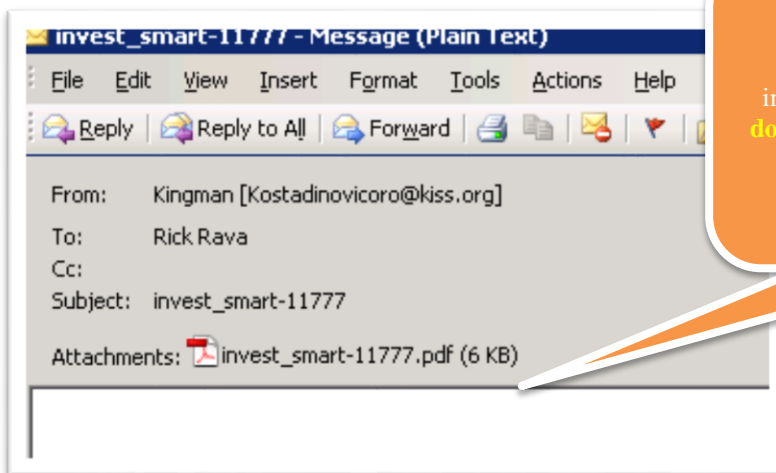 invest_smart-11777 - Message (Plain Text)
File Edit View Insert Format Tools Actions Help
Reply Reply to All Forward
From: Kingman [Kostadinovicoro@kiss.org]
To: Rick Rava
Cc:
Subject: invest_smart-11777
Attachments: invest_smart-11777.pdf (6 KB)